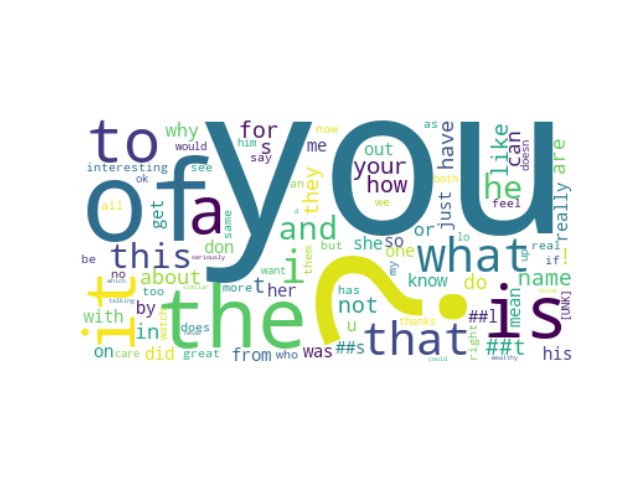 you
?
the
of
is
to
a
it
that
what
this
and
i
he
for
s
me
why
would
him
say
now
as
have
like
can
doesn
are
really
!
interesting
ok
see
out
your
how
they
an
we
both
just
feel
all
get
same
don
she
so
one
or
lo
up
real
if
be
no
seriously
about
but
them
my
know
do
mean
name
[UNK]
which
talking
too
similar
more
t
her
want
not
has
u
thanks
##l
think
with
by
in
does
never
watch
##s
right
##t
his
on
care
did
great
from
who
was
could
wealthy